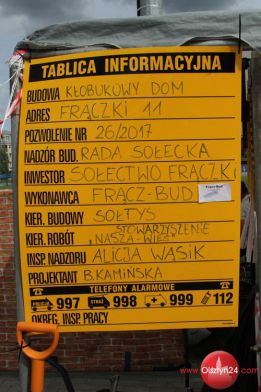 TABLICA INFORMACYJNA
BUDOWA KŁOBUKOWY DOM
ADRES FRĄCZKI 11
POZWOLENIE NR 26/2017
NADZÓR BUD. RADA SOŁECKA
INWESTOR SOŁECTWO FRĄCZKI
WYKONAWCA FRĄCZ-BUD
KIER. BUDOWY SOŁTYS
STOWARZYSZENIE
KIER. ROBÓT „NASZA WIEŚ"
INSP. NADZORU ALICJA WĄSIK
PROJEKTANT B. KAMIŃSKA
TELEFONY ALARMOWE
997 998 999 112
OKRĘG. INSP. PRACY
www.Olsztyn24.com